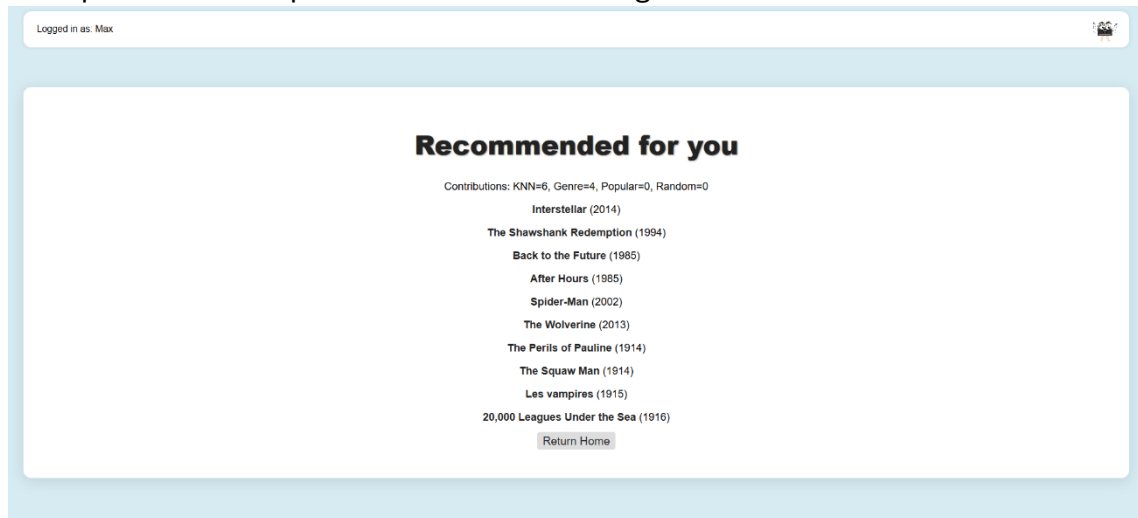 Logged in as: Max
Recommended for you
Contributions: KNN=6, Genre=4, Popular=0, Random=0
Interstellar (2014)
The Shawshank Redemption (1994)
Back to the Future (1985)
After Hours (1985)
Spider-Man (2002)
The Wolverine (2013)
The Perils of Pauline (1914)
The Squaw Man (1914)
Les vampires (1915)
20,000 Leagues Under the Sea (1916)
Return Home